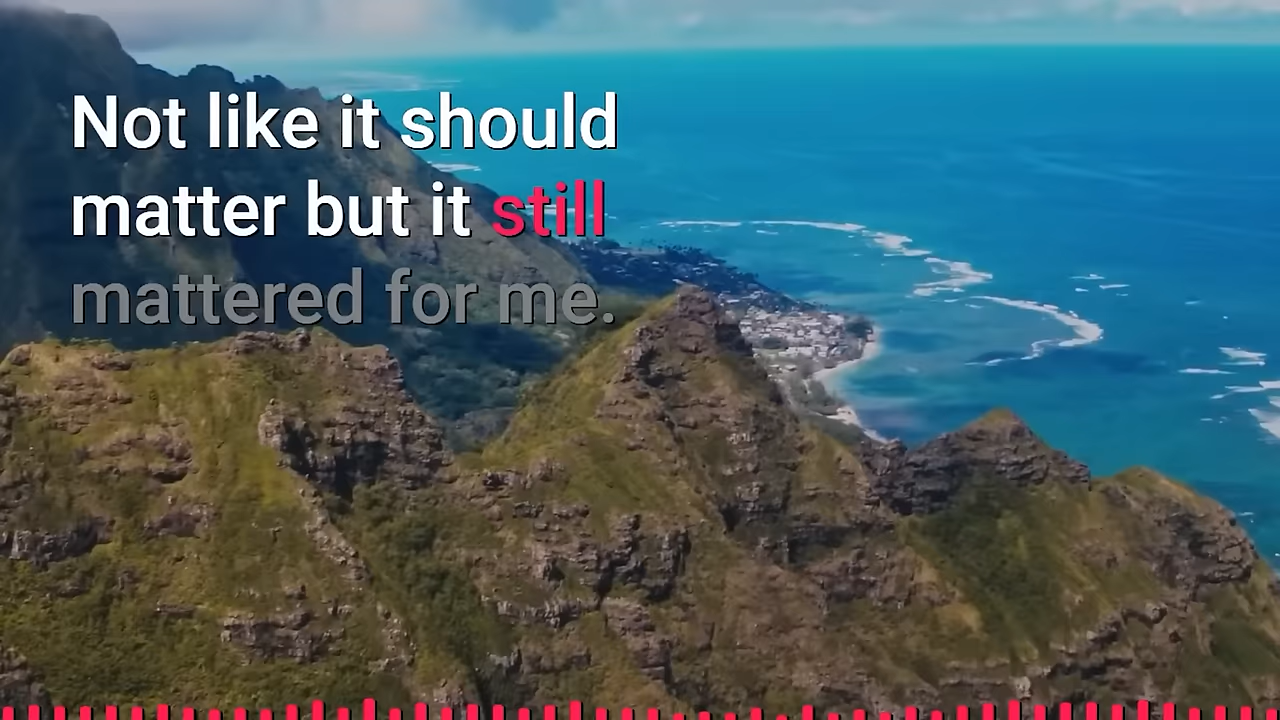 Not like it should
matter but it still
mattered for me.